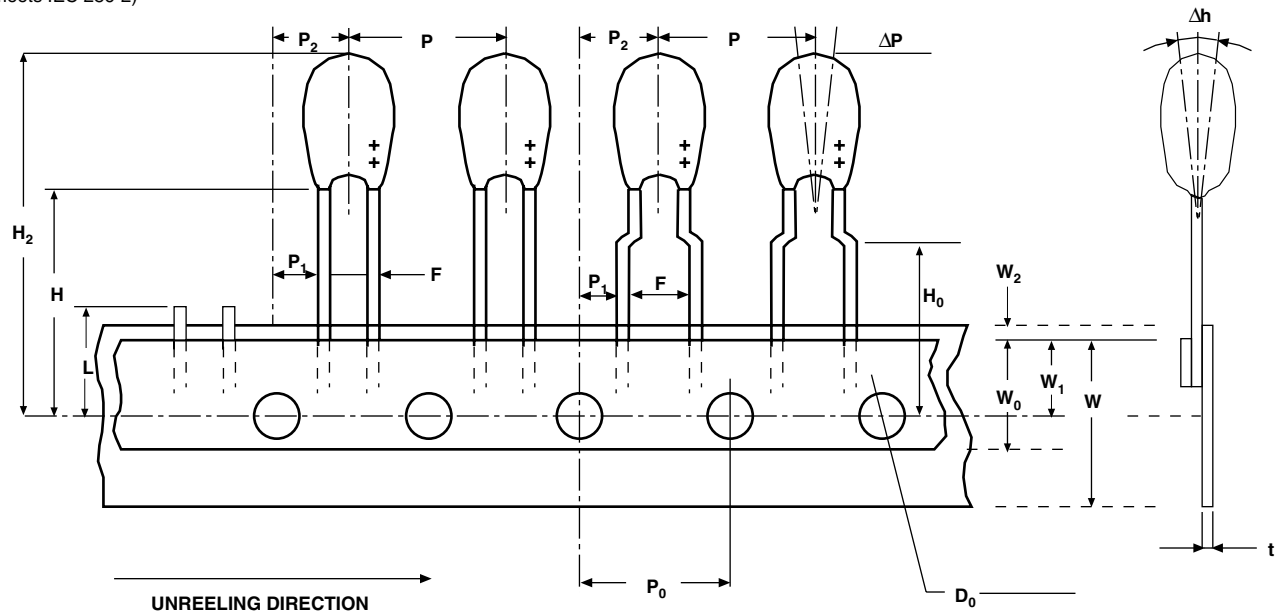 P2 P P2 P ΔP Δh
++ ++ ++ ++
H2 H L P1 F P1 F H0 W2 W0 W1 W
t
P0
D0
UNREELING DIRECTION